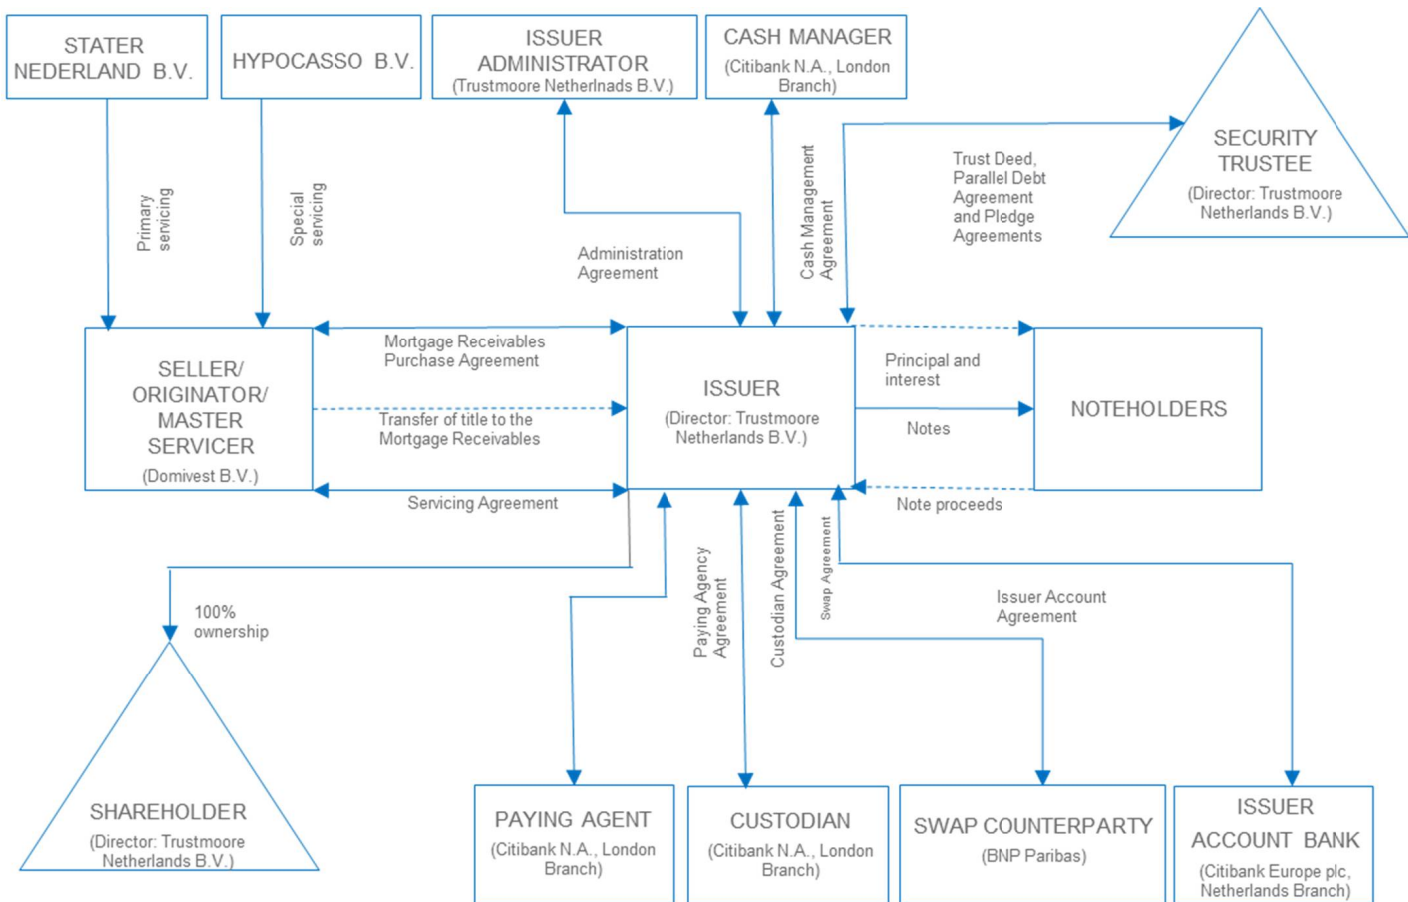 STATER
NEDERLAND B.V.
HYPOCASSO B.V.
ISSUER
ADMINISTRATOR
(Trustmoore Netherlnads B.V.)
CASH MANAGER
(Citibank N.A., London
Branch)
SECURITY
TRUSTEE
(Director: Trustmoore
Netherlands B.V.)
Primary
servicing
Special
servicing
Administration
Agreement
Cash Management
Agreement
Trust Deed,
Parallel Debt
Agreement
and Pledge
Agreements
SELLER/
ORIGINATOR/
MASTER
SERVICER
(Domivest B.V.)
Mortgage Receivables
Purchase Agreement
Transfer of title to the
Mortgage Receivables
Servicing Agreement
ISSUER
(Director: Trustmoore
Netherlands B.V.)
Principal and
interest
Notes
Note proceeds
NOTEHOLDERS
100%
ownership
Paying Agency
Agreement
Custodian Agreement
Swap Agreement
Issuer Account
Agreement
SHAREHOLDER
(Director: Trustmoore
Netherlands B.V.)
PAYING AGENT
(Citibank N.A., London
Branch)
CUSTODIAN
(Citibank N.A., London
Branch)
SWAP COUNTERPARTY
(BNP Paribas)
ISSUER
ACCOUNT BANK
(Citibank Europe plc,
Netherlands Branch)